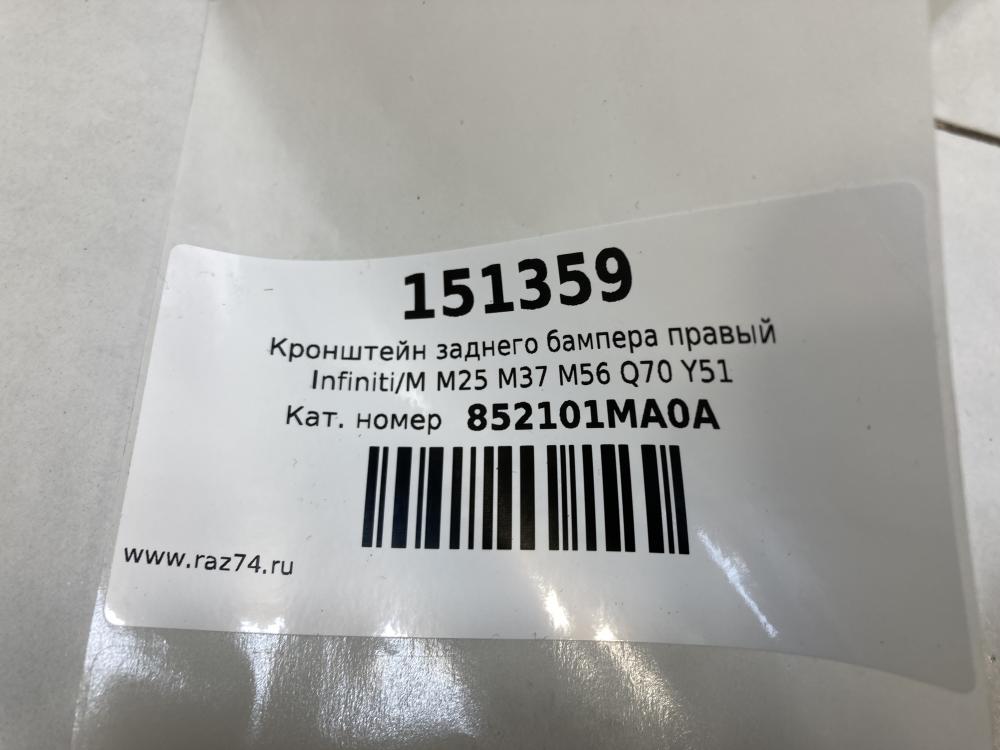 151359
Кронштейн заднего бампера правый
Infiniti/M M25 M37 M56 Q70 Y51
Кат. номер 852101MA0A
www.raz74.ru